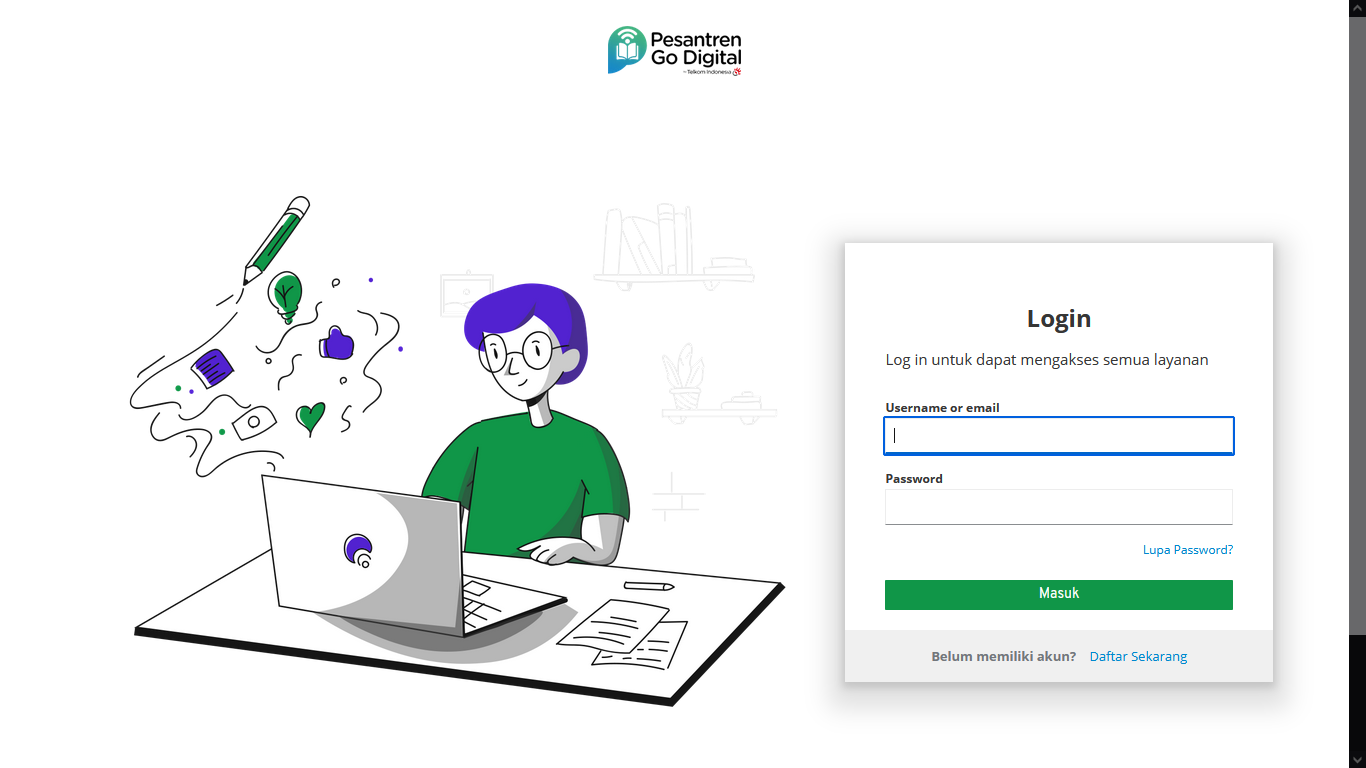 Pesantren
Go Digital
Telkom Indonesia
Login
Log in untuk dapat mengakses semua layanan
Username or email
Password
Lupa Password?
Masuk
Belum memiliki akun? Daftar Sekarang